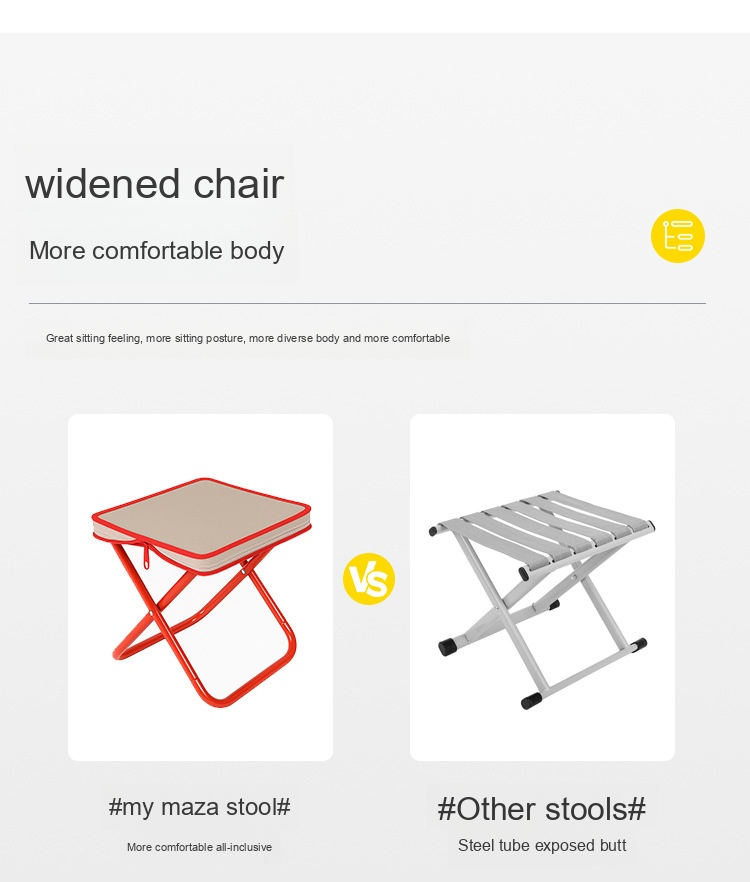 widened chair
More comfortable body
Great sitting feeling, more sitting posture, more diverse body and more comfortable
VS
#my maza stool#
#Other stools#
More comfortable all-inclusive
Steel tube exposed butt